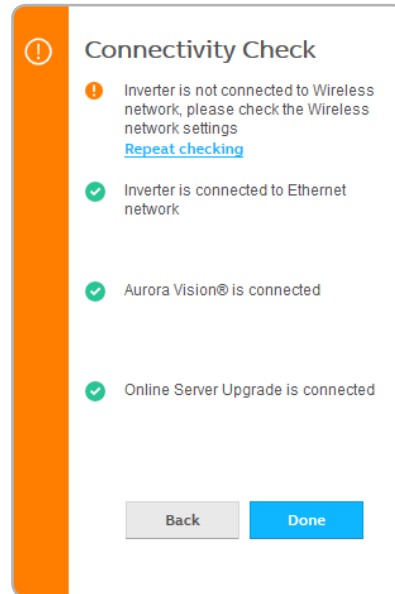 Connectivity Check
Inverter is not connected to Wireless
network, please check the Wireless
network settings
Repeat checking
Inverter is connected to Ethernet
network
Aurora Vision® is connected
Online Server Upgrade is connected
Back
Done